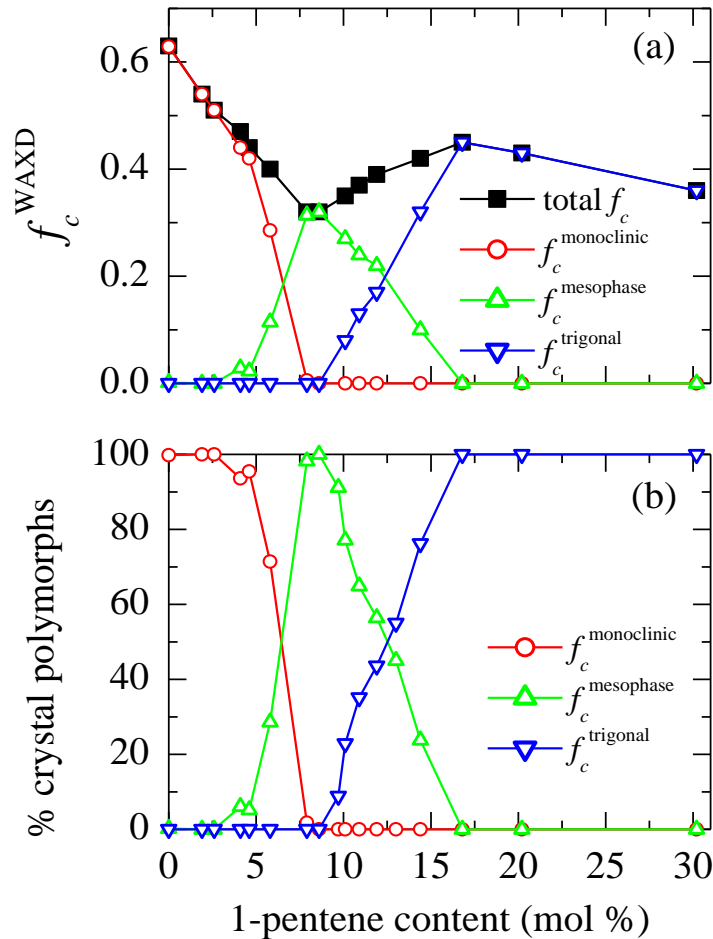 (a)
0.6
0.4
0.2
0.0
f_c^WAXD
total f_c
f_c^monoclinic
f_c^mesophase
f_c^trigonal
(b)
100
80
60
40
20
0
% crystal polymorphs
f_c^monoclinic
f_c^mesophase
f_c^trigonal
0 5 10 15 20 25 30
1-pentene content (mol %)